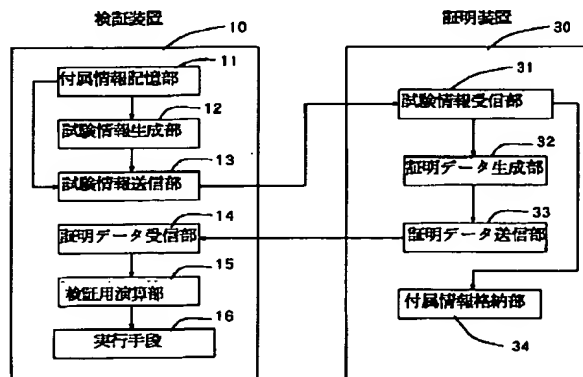 検証装置
10
付属情報記憶部
11
12
試験情報生成部
13
試験情報送信部
14
証明データ受信部
15
検証用演算部
16
実行手段
証明装置
30
31
試験情報受信部
32
証明データ生成部
33
証明データ送信部
付属情報格納部
34